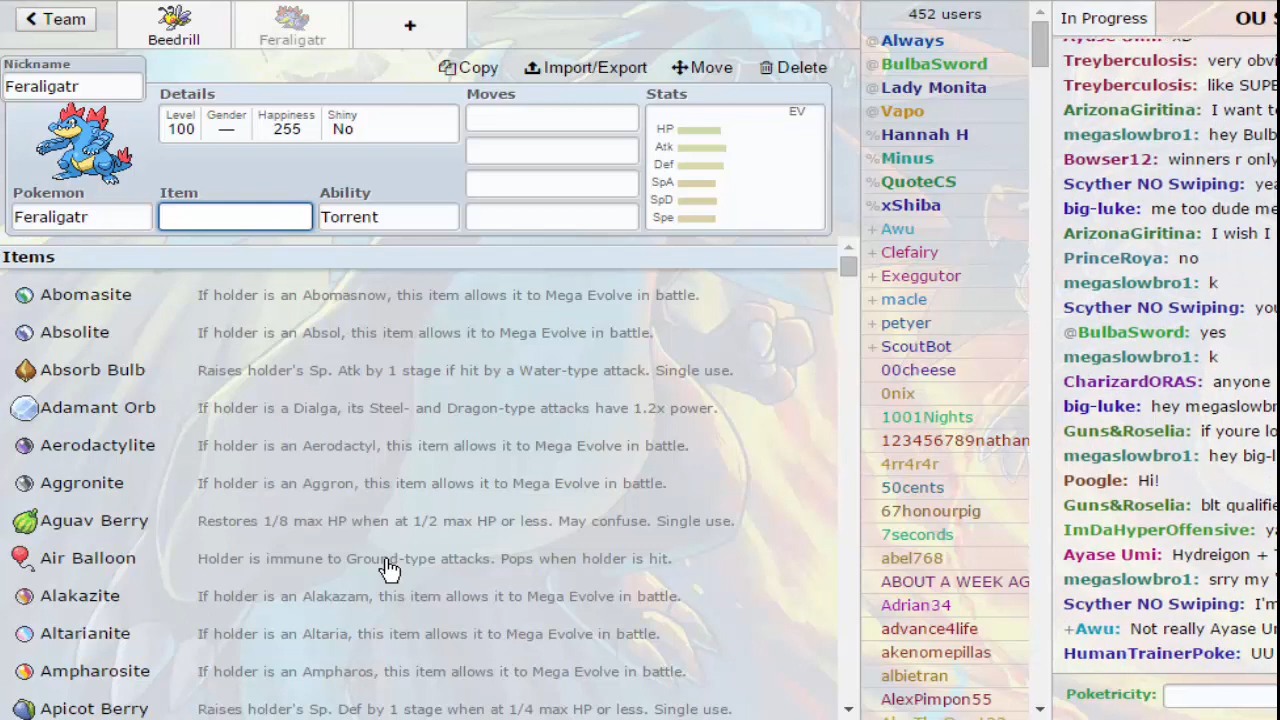 Team
Beedrill
Feraligatr
+
Nickname
Feraligatr
Copy
Import/Export
Move
Delete
Details
Level
100
Gender
—
Happiness
255
Shiny
No
Moves
Stats
EV
HP
Atk
Def
SpA
SpD
Spe
Pokemon
Feraligatr
Item
Ability
Torrent
Items
Abomasite If holder is an Abomasnow, this item allows it to Mega Evolve in battle.
Absolite If holder is an Absol, this item allows it to Mega Evolve in battle.
Absorb Bulb Raises holder's Sp. Atk by 1 stage if hit by a Water-type attack. Single use.
Adamant Orb If holder is a Dialga, its Steel- and Dragon-type attacks have 1.2x power.
Aerodactylite If holder is an Aerodactyl, this item allows it to Mega Evolve in battle.
Aggronite If holder is an Aggron, this item allows it to Mega Evolve in battle.
Aguav Berry Restores 1/8 max HP when at 1/2 max HP or less. May confuse. Single use.
Air Balloon Holder is immune to Ground-type attacks. Pops when holder is hit.
Alakazite If holder is an Alakazam, this item allows it to Mega Evolve in battle.
Altarianite If holder is an Altaria, this item allows it to Mega Evolve in battle.
Ampharosite If holder is an Ampharos, this item allows it to Mega Evolve in battle.
Apicot Berry Raises holder's Sp. Def by 1 stage when at 1/4 max HP or less. Single use.
452 users
@Always
@BulbaSword
@Lady Monita
@Vapo
%Hannah H
%Minus
%QuoteCS
%xShiba
+Awu
+Clefairy
+Exeggutor
+macle
+petyer
+ScoutBot
00cheese
0nix
1001Nights
123456789nathan
4rr4r4r
50cents
67honourpig
7seconds
abel768
ABOUT A WEEK AG
Adrian34
advance4life
akenomepillas
albietran
AlexPimpon55
In Progress
OU
Treyberculosis: very obvi
Treyberculosis: like SUPE
ArizonaGiritina: I want t
megaslowbro1: hey Bulb
Bowser12: winners r only
Scyther NO Swiping: yea
big-luke: me too dude me
ArizonaGiritina: I wish I
PrinceRoya: no
megaslowbro1: k
Scyther NO Swiping: you
@BulbaSword: yes
megaslowbro1: k
CharizardORAS: anyone
big-luke: hey megaslowbr
Guns&Roselia: if youre lo
megaslowbro1: hey big-l
Poogle: Hi!
Guns&Roselia: blt qualifie
ImDaHyperOffensive:
Ayase Umi: Hydreigon +
megaslowbro1: srry my
Scyther NO Swiping: I'm
+Awu: Not really Ayase U
HumanTrainerPoke: UU
Poketricity: